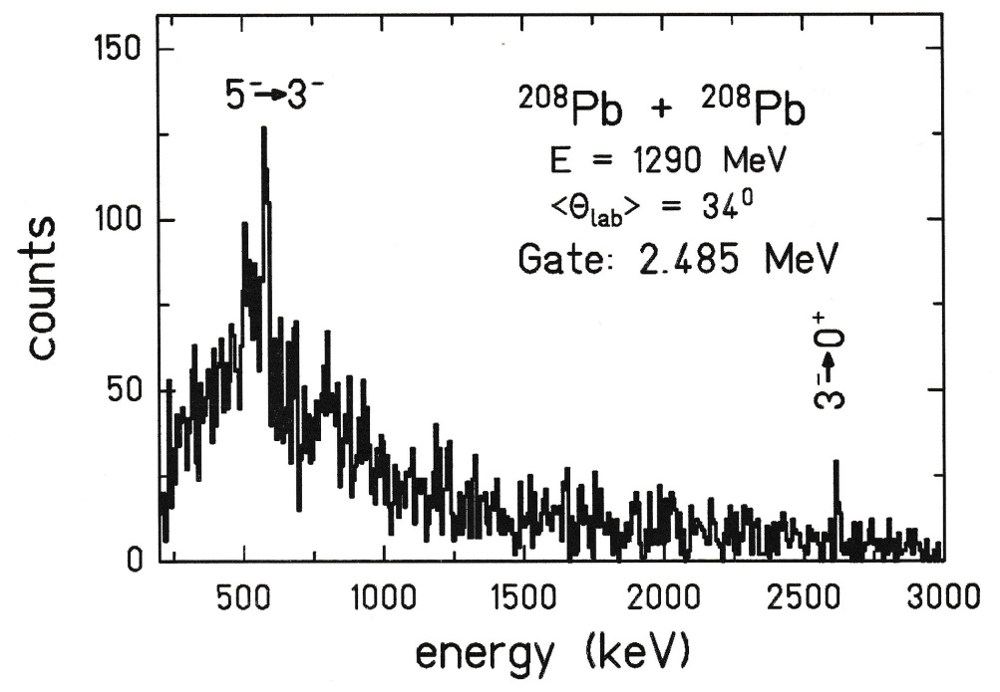 150
100
50
0
counts
5⁻→3⁻
²⁰⁸Pb + ²⁰⁸Pb
E = 1290 MeV
<Θlab> = 34⁰
Gate: 2.485 MeV
3⁻→0⁺
500 1000 1500 2000 2500 3000
energy (keV)